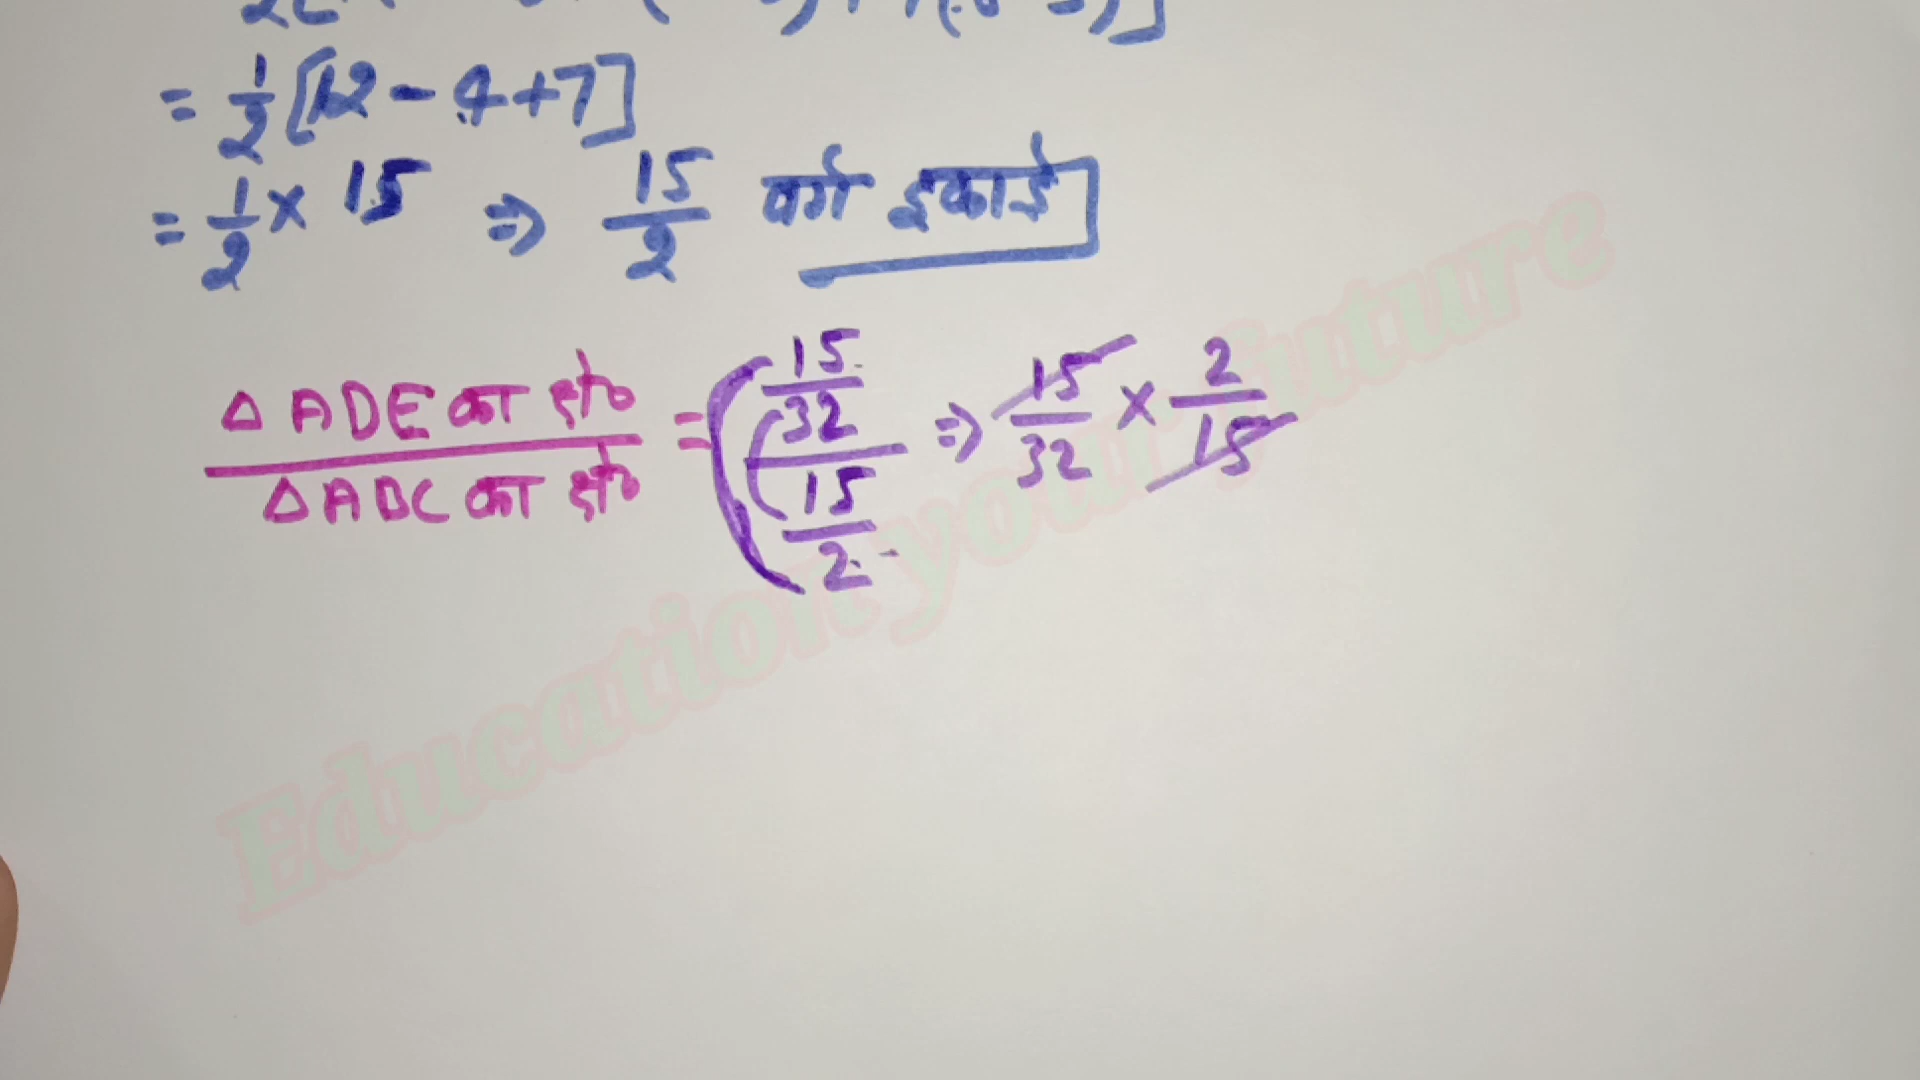 = 1/2 [12 - 4 + 7]
= 1/2 × 15 ⇒ 15/2 वर्ग इकाई
△ ADE का क्षे० / △ ABC का क्षे० = ((15/32) / (15/2)) ⇒ 15/32 × 2/15
Education your future